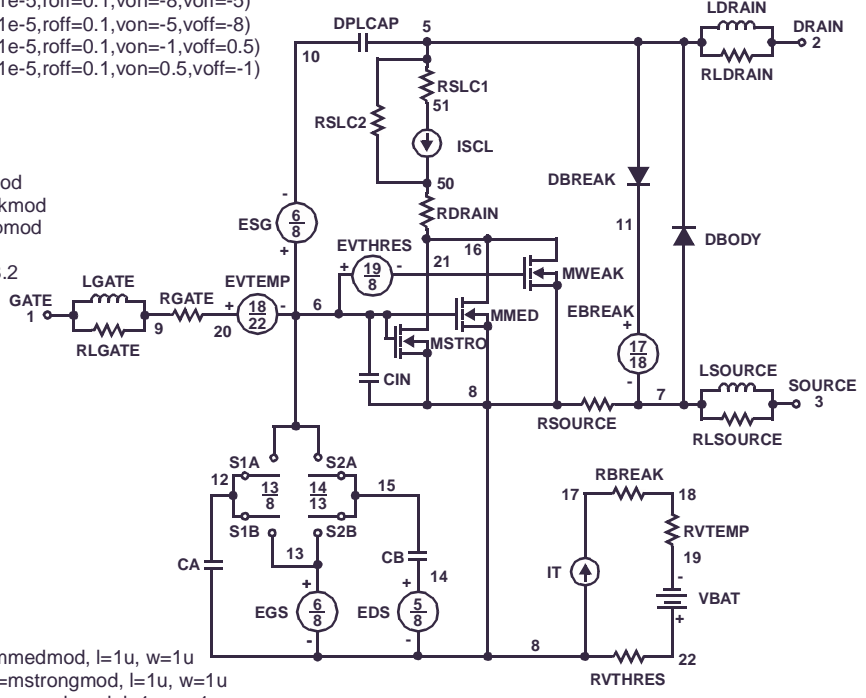 1e-5,roff=0.1,von=-8,voff=-5)
1e-5,roff=0.1,von=-5,voff=-8)
1e-5,roff=0.1,von=-1,voff=0.5)
1e-5,roff=0.1,von=0.5,voff=-1)
LDRAIN
DPLCAP 5 DRAIN
10 2
RSLC1 RLDRAIN
51
RSLC2
ISCL
50 DBREAK
RDRAIN
ESG 6 8
- +
11
EVTHRES 16 DBODY
21
+ 19 8 -
MWEAK
LGATE EVTEMP
GATE RGATE + 18 22 - 6 MMED EBREAK
1 9 20 +
MSTRO 17 18
RLGATE -
LSOURCE
CIN 8 7 SOURCE
3
RSOURCE RLSOURCE
S1A S2A RBREAK
12 13 8 14 13 15 17 18
S1B S2B RVTEMP
13 CB 19
CA + + 14 IT -
VBAT
EGS 6 8 EDS 5 8 +
- - 8 22
RVTHRES
mmedmod, l=1u, w=1u
=mstrongmod, l=1u, w=1u